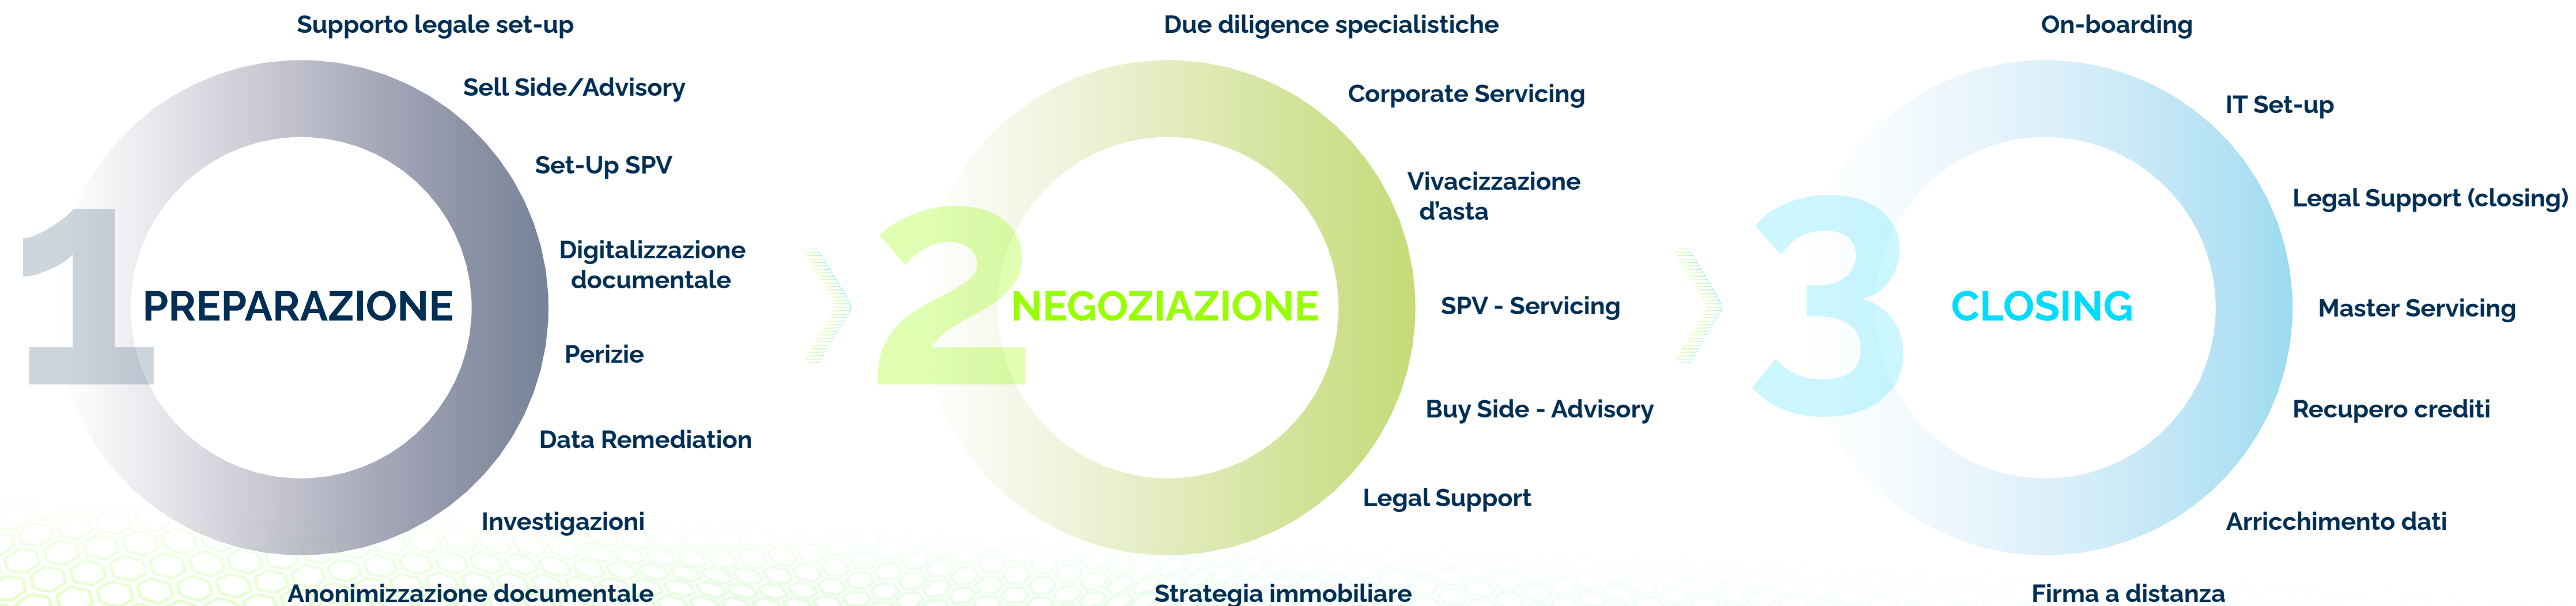 1
PREPARAZIONE
Supporto legale set-up
Sell Side/Advisory
Set-Up SPV
Digitalizzazione
documentale
Perizie
Data Remediation
Investigazioni
Anonimizzazione documentale
2
NEGOZIAZIONE
Due diligence specialistiche
Corporate Servicing
Vivacizzazione
d’asta
SPV - Servicing
Buy Side - Advisory
Legal Support
Strategia immobiliare
3
CLOSING
On-boarding
IT Set-up
Legal Support (closing)
Master Servicing
Recupero crediti
Arricchimento dati
Firma a distanza